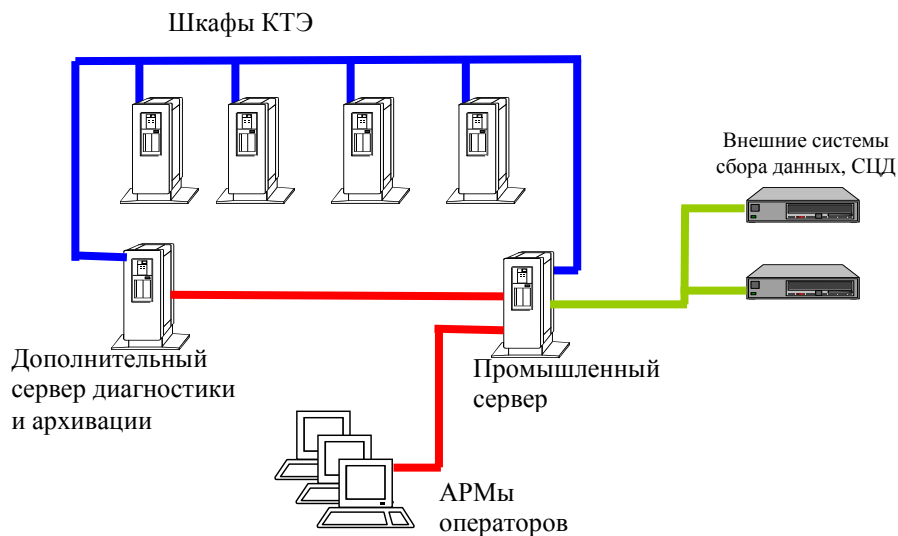 Шкафы КТЭ
Внешние системы
сбора данных, СЦД
Дополнительный
сервер диагностики
и архивации
Промышленный
сервер
АРМы
операторов